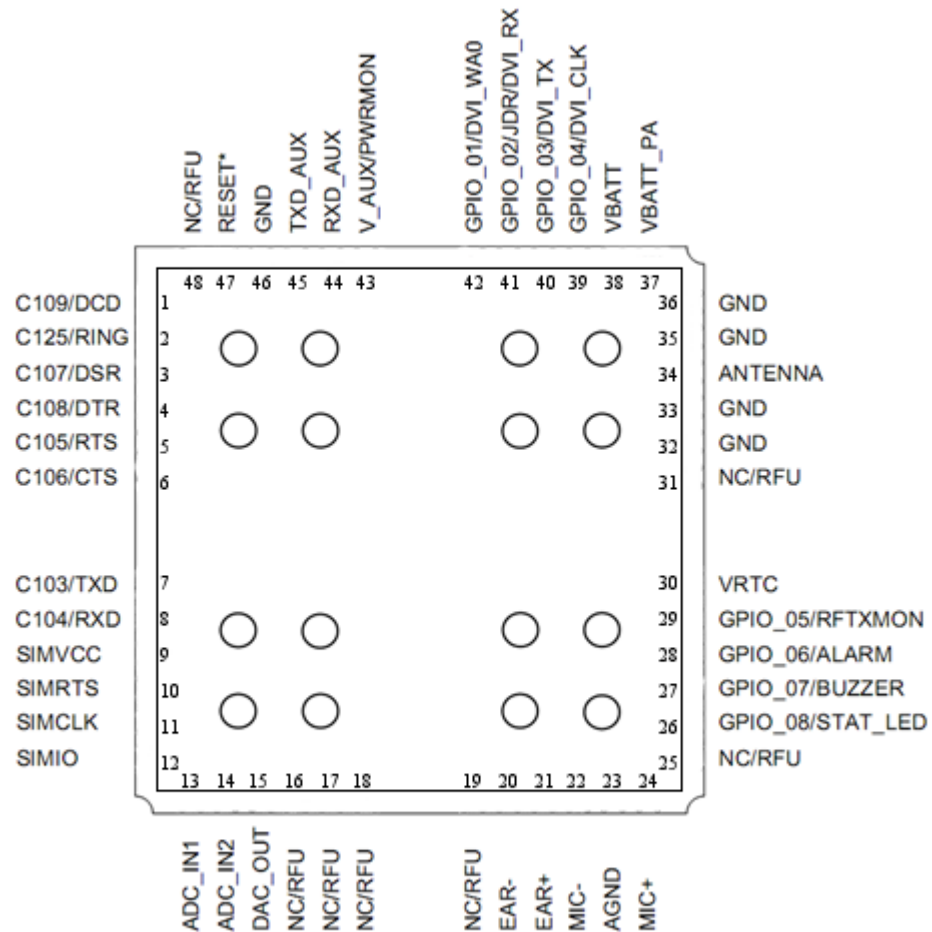 NC/RFU
RESET*
GND
TXD_AUX
RXD_AUX
V_AUX/PWRMON
GPIO_01/DVI_WA0
GPIO_02/JDR/DVI_RX
GPIO_03/DVI_TX
GPIO_04/DVI_CLK
VBATT
VBATT_PA
48 47 46 45 44 43 42 41 40 39 38 37
C109/DCD 1 36 GND
C125/RING 2 35 GND
C107/DSR 3 34 ANTENNA
C108/DTR 4 33 GND
C105/RTS 5 32 GND
C106/CTS 6 31 NC/RFU
C103/TXD 7 30 VRTC
C104/RXD 8 29 GPIO_05/RFTXMON
SIMVCC 9 28 GPIO_06/ALARM
SIMRTS 10 27 GPIO_07/BUZZER
SIMCLK 11 26 GPIO_08/STAT_LED
SIMIO 12 25 NC/RFU
13 14 15 16 17 18 19 20 21 22 23 24
ADC_IN1
ADC_IN2
DAC_OUT
NC/RFU
NC/RFU
NC/RFU
NC/RFU
EAR-
EAR+
MIC-
AGND
MIC+